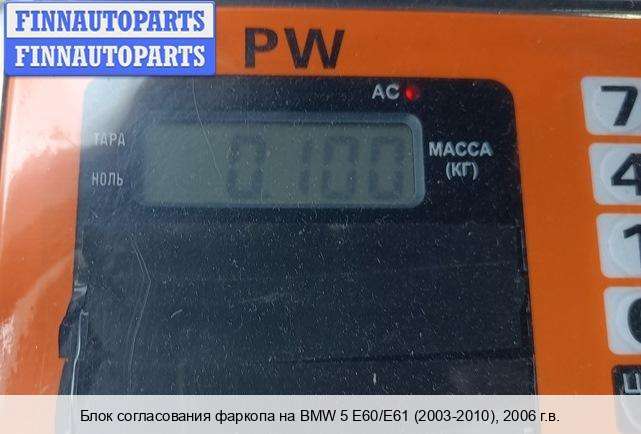 FINNAUTOPARTS
FINNAUTOPARTS
PW
AC
ТАРА
НОЛЬ
0.100
МАССА
(КГ)
7
4
1
Блок согласования фаркопа на BMW 5 E60/E61 (2003-2010), 2006 г.в.